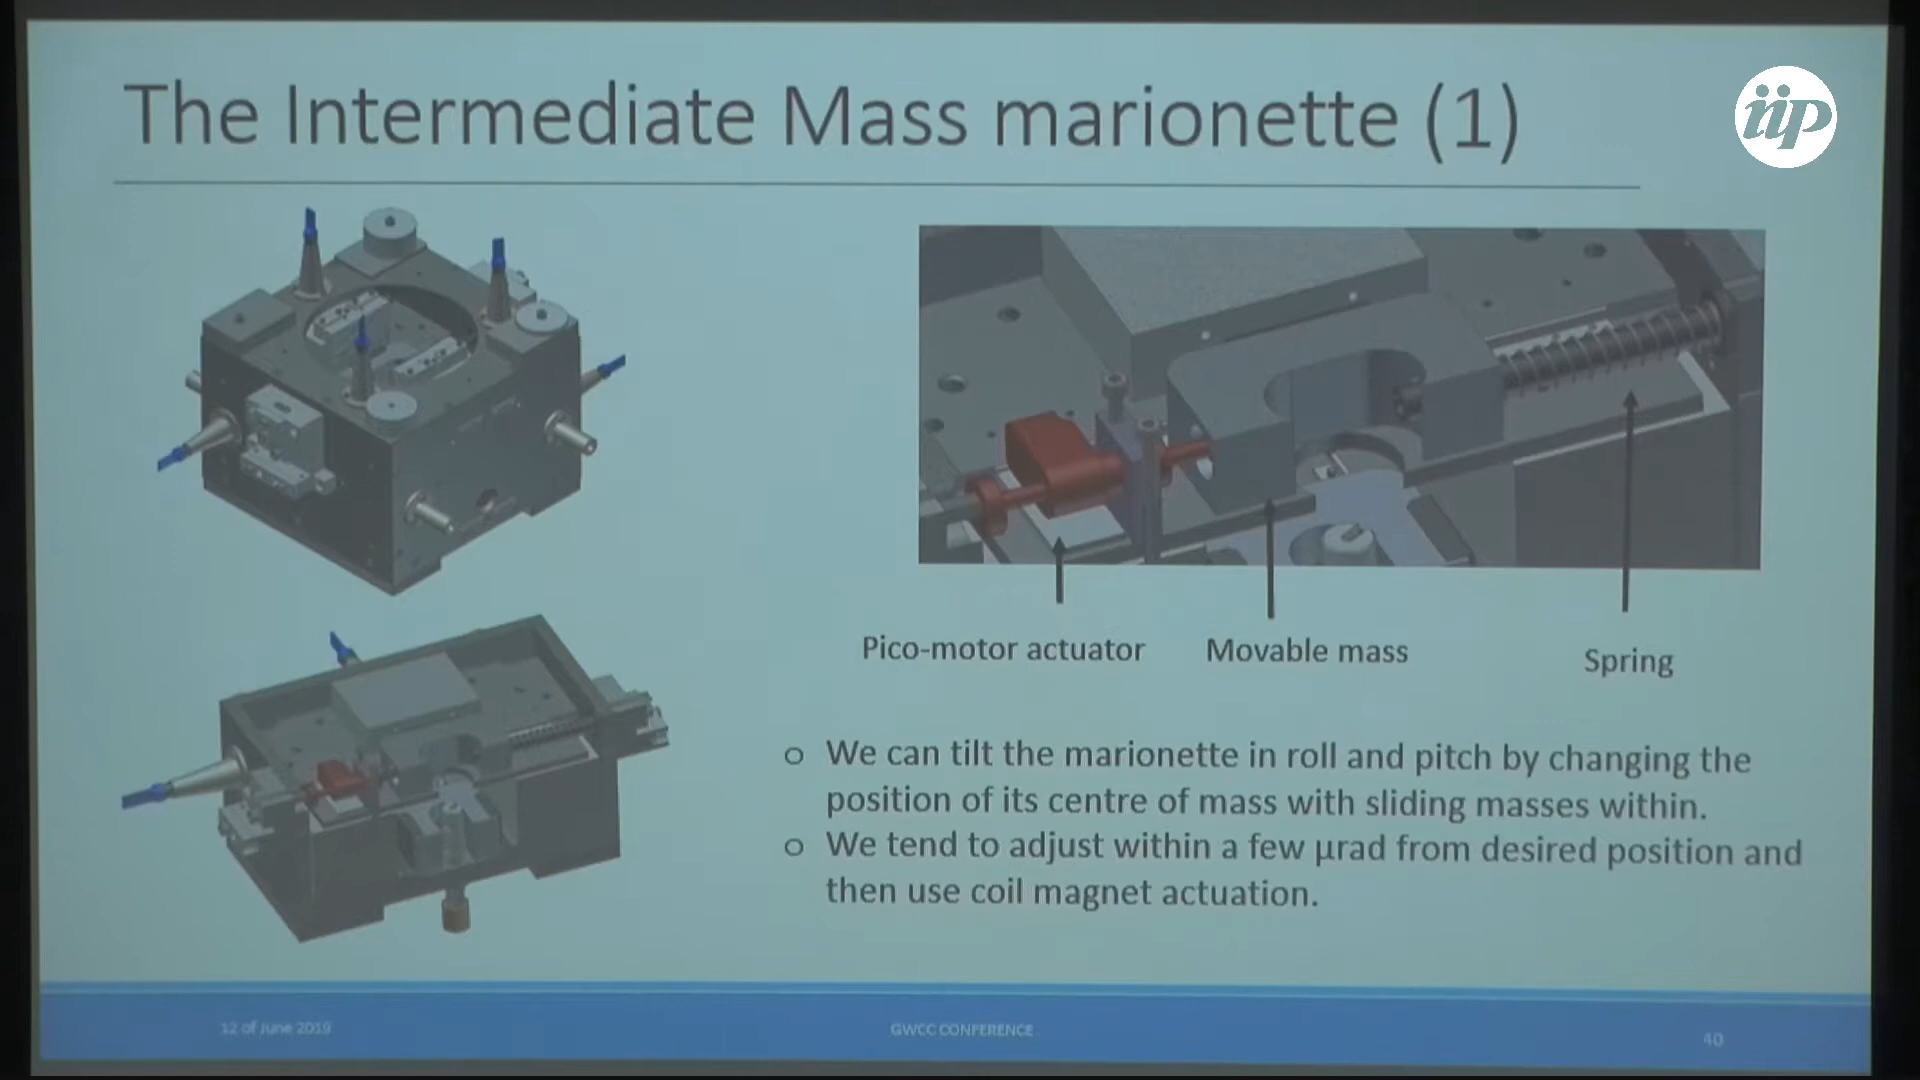 The Intermediate Mass marionette (1)
iip
Pico-motor actuator
Movable mass
Spring
o We can tilt the marionette in roll and pitch by changing the
position of its centre of mass with sliding masses within.
o We tend to adjust within a few μrad from desired position and
then use coil magnet actuation.
12 of June 2019
GWCC CONFERENCE
40